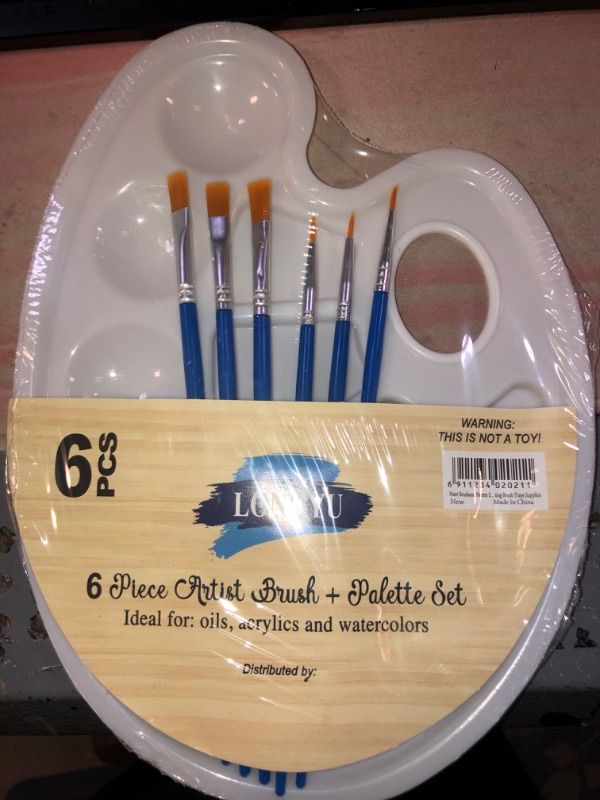 6
PCS
WARNING:
THIS IS NOT A TOY!
6 911234 020211
New Made In China
6 Piece Artist Brush + Palette Set
Ideal for: oils, acrylics and watercolors
Distributed by: